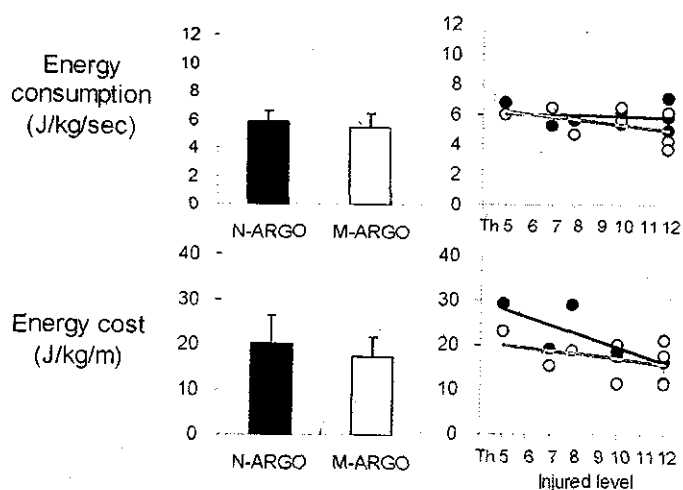 Energy
consumption
(J/kg/sec)
12
10
8
6
4
2
0
N-ARGO M-ARGO
12
10
8
6
4
2
0
Th 5 6 7 8 9 10 11 12
Energy cost
(J/kg/m)
40
30
20
10
0
N-ARGO M-ARGO
40
30
20
10
0
Th 5 6 7 8 9 10 11 12
Injured level